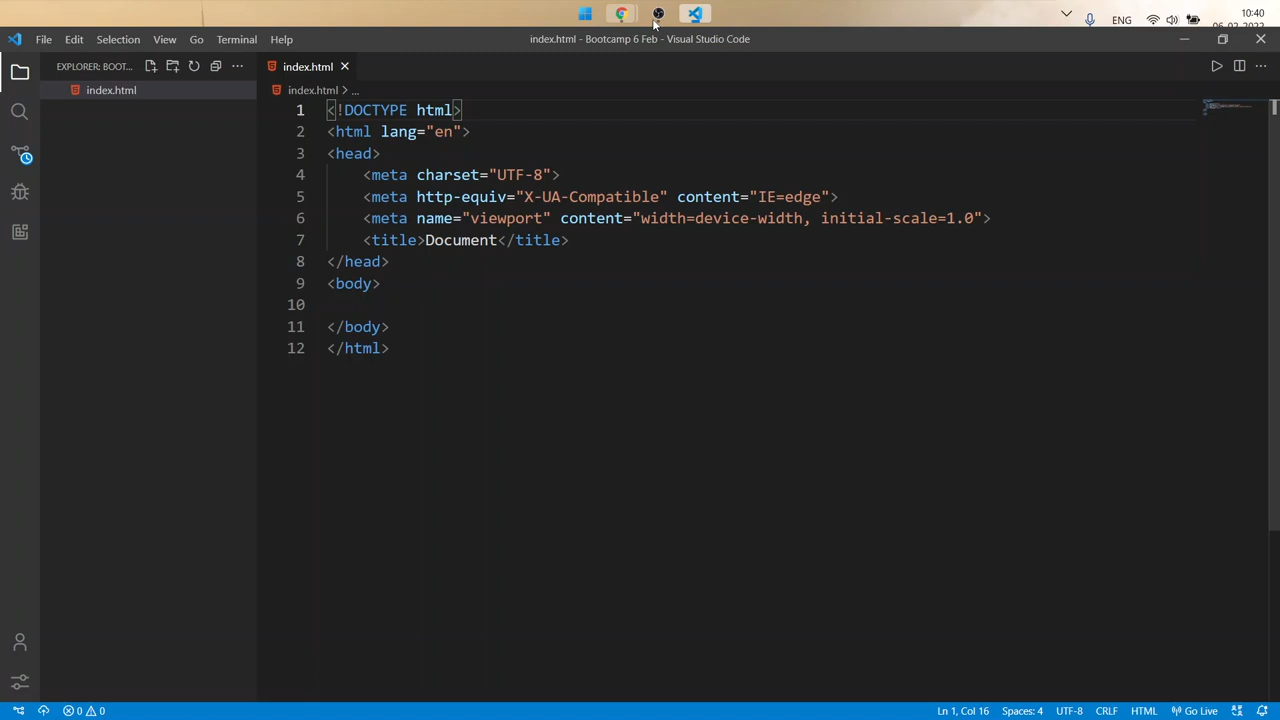 ENG
10:40
06-02-2022
File Edit Selection View Go Terminal Help
index.html - Bootcamp 6 Feb - Visual Studio Code
EXPLORER: BOOT...
index.html
index.html
index.html > ...
1 <!DOCTYPE html>
2 <html lang="en">
3 <head>
4 <meta charset="UTF-8">
5 <meta http-equiv="X-UA-Compatible" content="IE=edge">
6 <meta name="viewport" content="width=device-width, initial-scale=1.0">
7 <title>Document</title>
8 </head>
9 <body>
10
11 </body>
12 </html>
0 0
Ln 1, Col 16 Spaces: 4 UTF-8 CRLF HTML Go Live